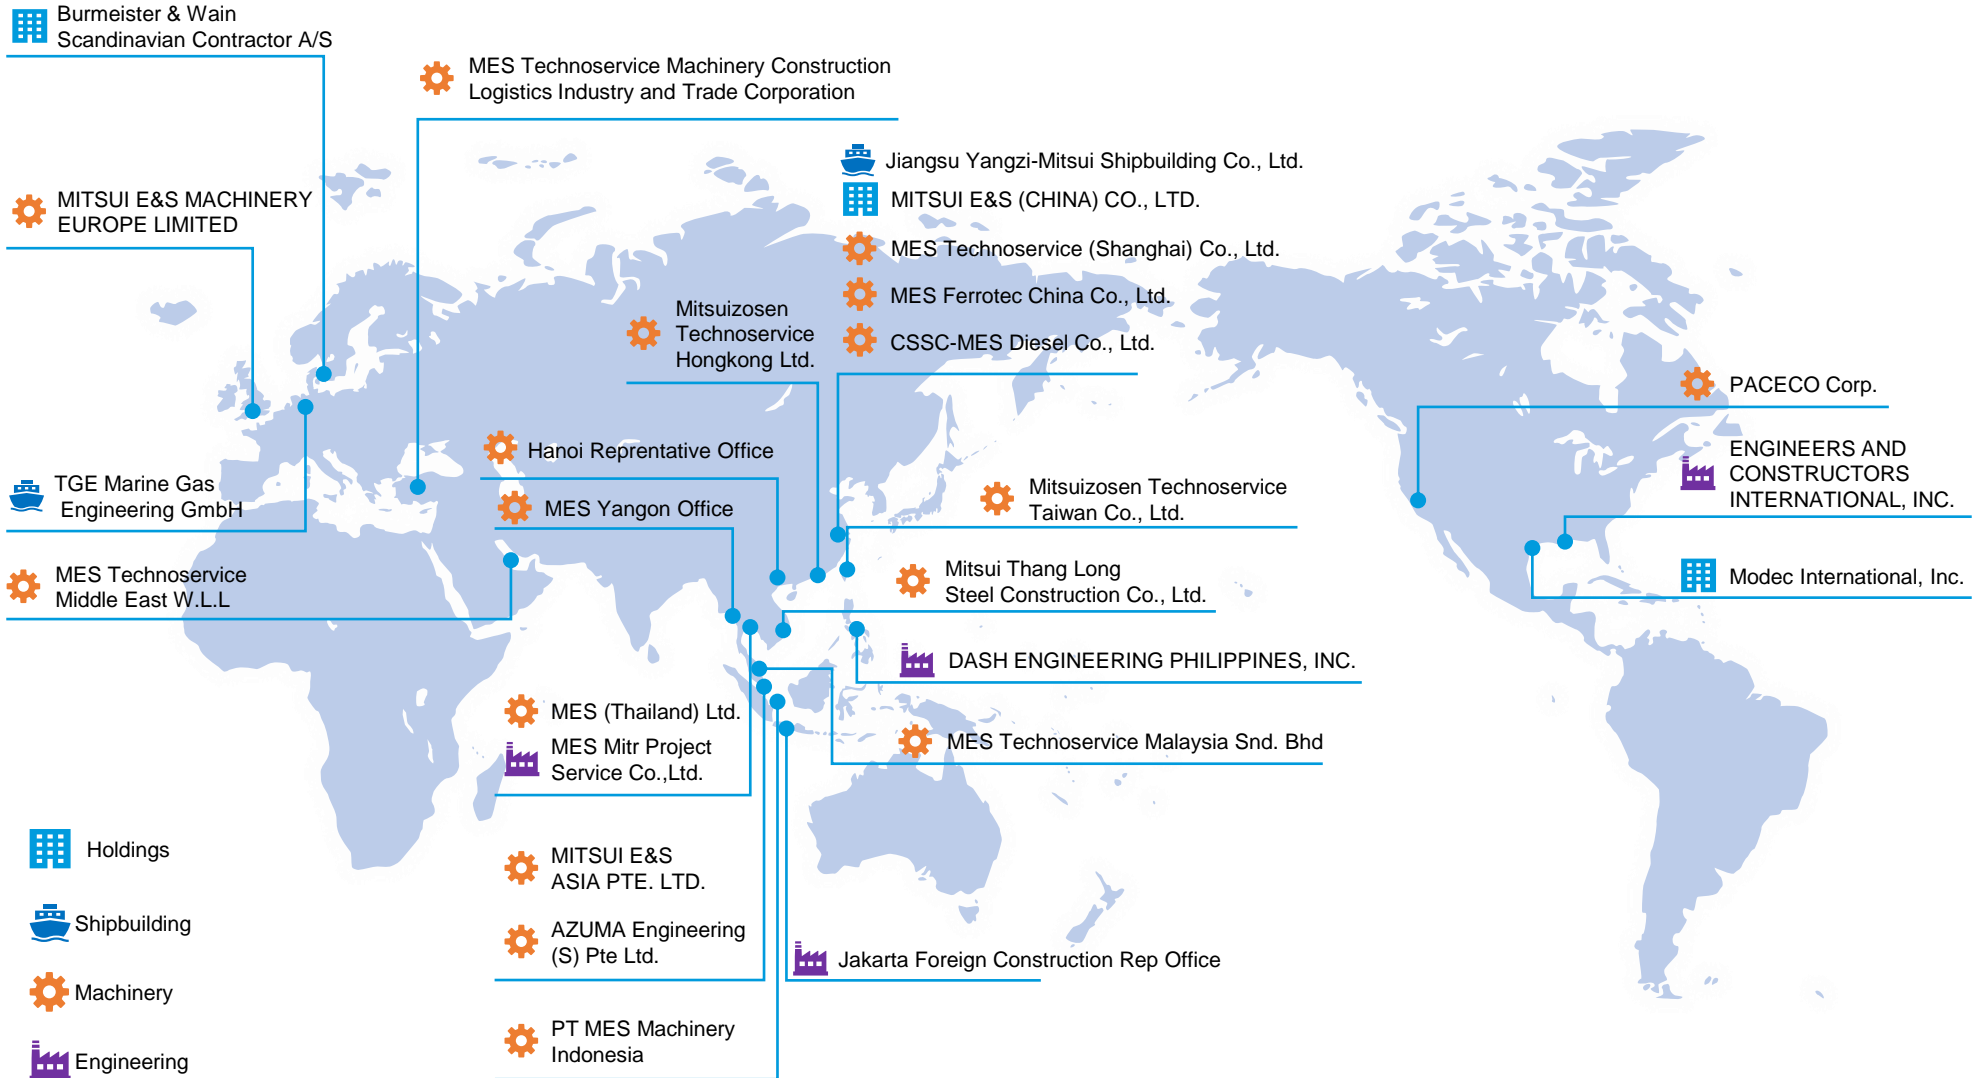 Burmeister & Wain
Scandinavian Contractor A/S
MES Technoservice Machinery Construction
Logistics Industry and Trade Corporation
MITSUI E&S MACHINERY
EUROPE LIMITED
Jiangsu Yangzi-Mitsui Shipbuilding Co., Ltd.
MITSUI E&S (CHINA) CO., LTD.
MES Technoservice (Shanghai) Co., Ltd.
MES Ferrotec China Co., Ltd.
CSSC-MES Diesel Co., Ltd.
Mitsuizosen
Technoservice
Hongkong Ltd.
PACECO Corp.
ENGINEERS AND
CONSTRUCTORS
INTERNATIONAL, INC.
Modec International, Inc.
Hanoi Reprentative Office
MES Yangon Office
TGE Marine Gas
Engineering GmbH
MES Technoservice
Middle East W.L.L
Mitsuizosen Technoservice
Taiwan Co., Ltd.
Mitsui Thang Long
Steel Construction Co., Ltd.
DASH ENGINEERING PHILIPPINES, INC.
MES Technoservice Malaysia Snd. Bhd
MES (Thailand) Ltd.
MES Mitr Project
Service Co.,Ltd.
MITSUI E&S
ASIA PTE. LTD.
AZUMA Engineering
(S) Pte Ltd.
Jakarta Foreign Construction Rep Office
PT MES Machinery
Indonesia
Holdings
Shipbuilding
Machinery
Engineering